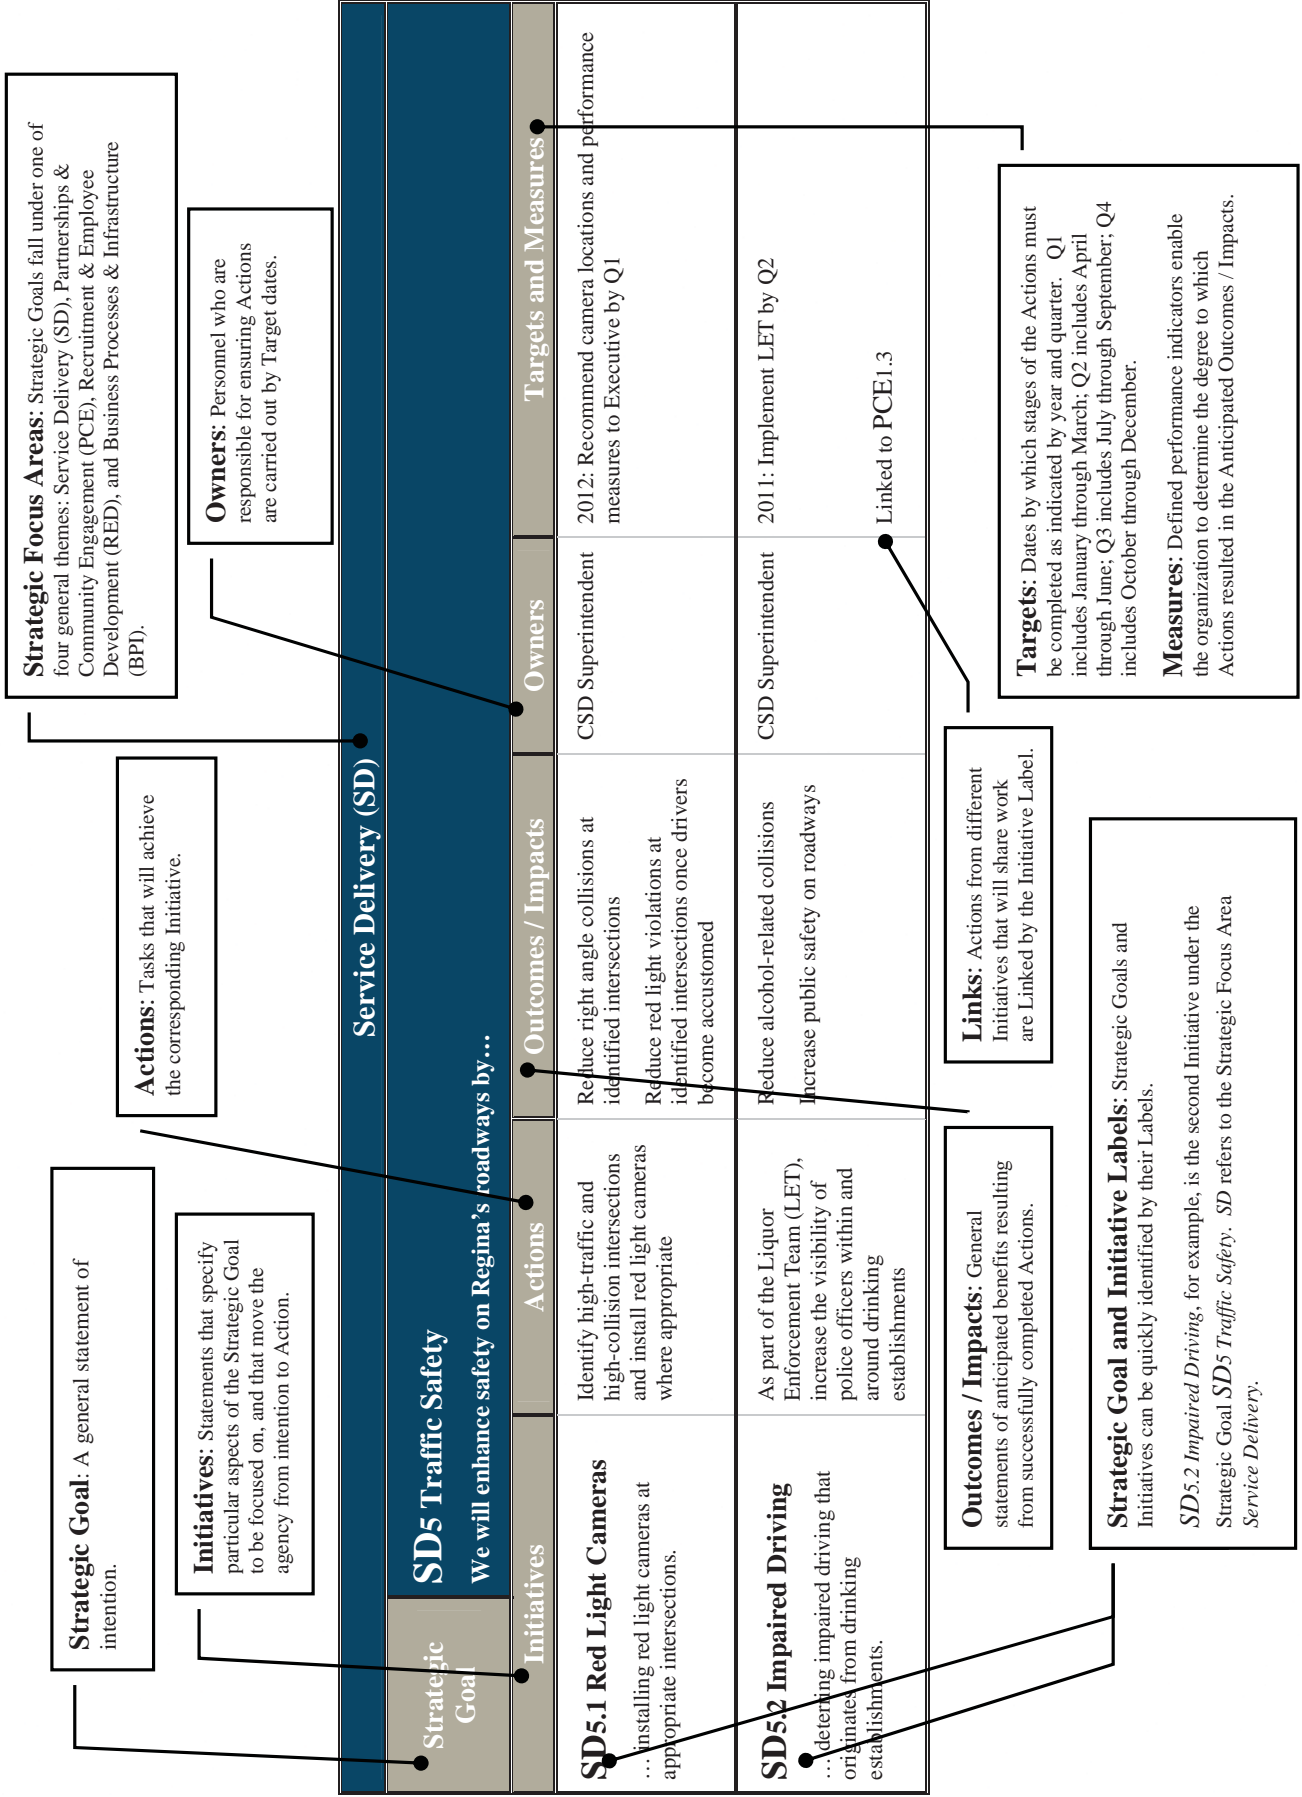 Strategic Focus Areas: Strategic Goals fall under one of
four general themes: Service Delivery (SD), Partnerships &
Community Engagement (PCE), Recruitment & Employee
Development (RED), and Business Processes & Infrastructure
(BPI).
Strategic Goal: A general statement of
intention.
Actions: Tasks that will achieve
the corresponding Initiative.
Initiatives: Statements that specify
particular aspects of the Strategic Goal
to be focused on, and that move the
agency from intention to Action.
Owners: Personnel who are
responsible for ensuring Actions
are carried out by Target dates.
Service Delivery (SD)
Strategic
Goal
SD5 Traffic Safety
We will enhance safety on Regina's roadways by…
Initiatives
Actions
Outcomes / Impacts
Owners
Targets and Measures
SD5.1 Red Light Cameras
… installing red light cameras at
appropriate intersections.
Identify high-traffic and
high-collision intersections
and install red light cameras
where appropriate
Reduce right angle collisions at
identified intersections
Reduce red light violations at
identified intersections once drivers
become accustomed
CSD Superintendent
2012: Recommend camera locations and performance
measures to Executive by Q1
SD5.2 Impaired Driving
… deterring impaired driving that
originates from drinking
establishments.
As part of the Liquor
Enforcement Team (LET),
increase the visibility of
police officers within and
around drinking
establishments
Reduce alcohol-related collisions
Increase public safety on roadways
CSD Superintendent
2011: Implement LET by Q2
Linked to PCE1.3
Outcomes / Impacts: General
statements of anticipated benefits resulting
from successfully completed Actions.
Links: Actions from different
Initiatives that will share work
are Linked by the Initiative Label.
Targets: Dates by which stages of the Actions must
be completed as indicated by year and quarter. Q1
includes January through March; Q2 includes April
through June; Q3 includes July through September; Q4
includes October through December.
Measures: Defined performance indicators enable
the organization to determine the degree to which
Actions resulted in the Anticipated Outcomes / Impacts.
Strategic Goal and Initiative Labels: Strategic Goals and
Initiatives can be quickly identified by their Labels.
SD5.2 Impaired Driving, for example, is the second Initiative under the
Strategic Goal SD5 Traffic Safety. SD refers to the Strategic Focus Area
Service Delivery.